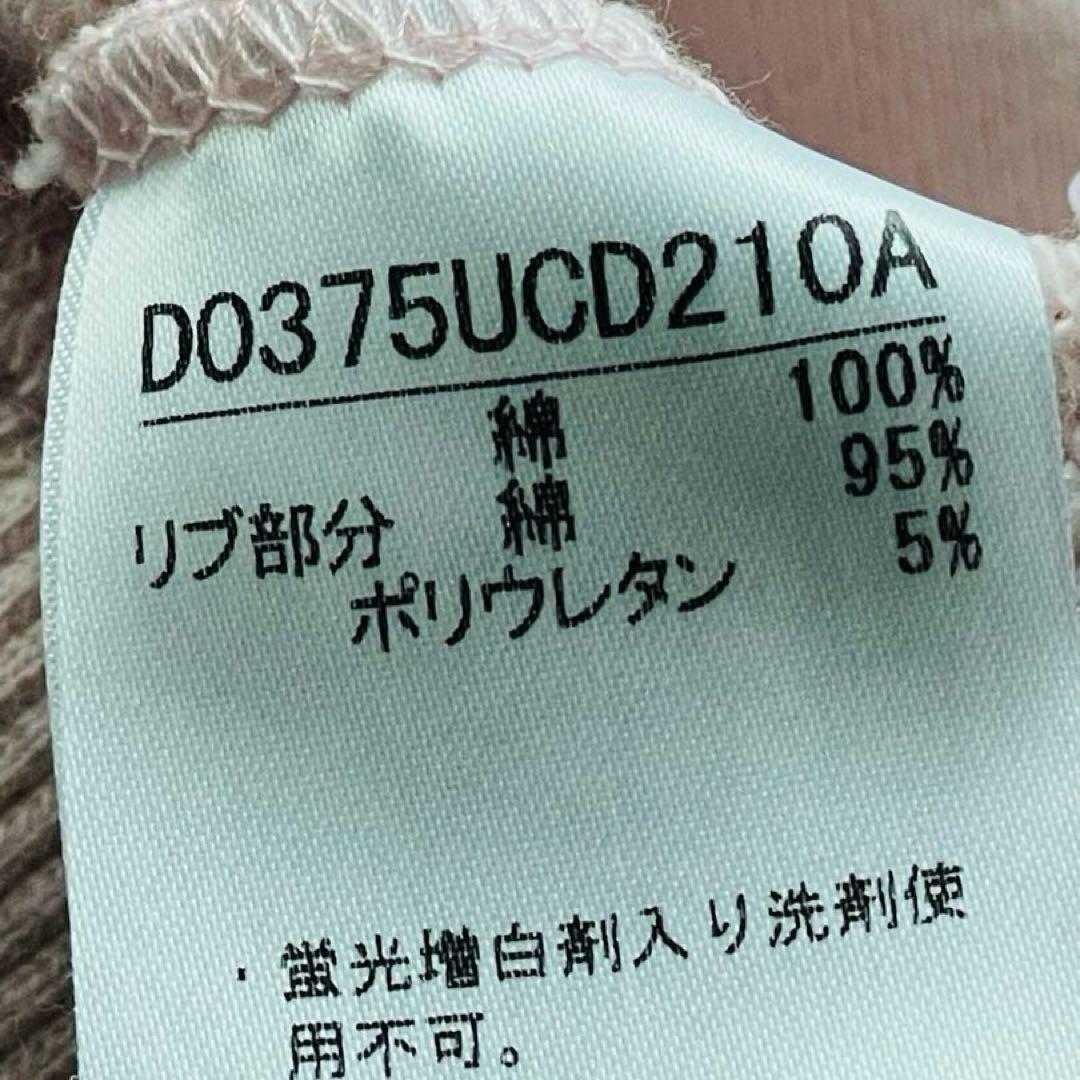 D0375UCD210A
綿 100%
リブ部分 綿 95%
ポリウレタン 5%
・蛍光増白剤入り洗剤使
用不可。